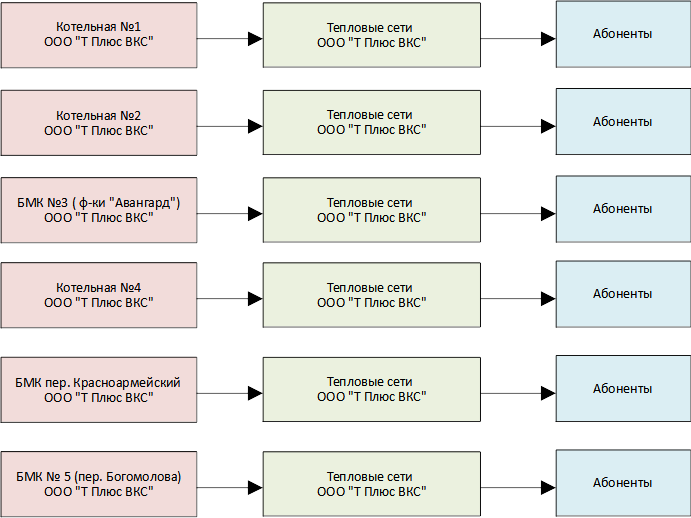 Котельная №1
ООО "Т Плюс ВКС"
Тепловые сети
ООО "Т Плюс ВКС"
Абоненты
Котельная №2
ООО "Т Плюс ВКС"
Тепловые сети
ООО "Т Плюс ВКС"
Абоненты
БМК №3 ( ф-ки "Авангард")
ООО "Т Плюс ВКС"
Тепловые сети
ООО "Т Плюс ВКС"
Абоненты
Котельная №4
ООО "Т Плюс ВКС"
Тепловые сети
ООО "Т Плюс ВКС"
Абоненты
БМК пер. Красноармейский
ООО "Т Плюс ВКС"
Тепловые сети
ООО "Т Плюс ВКС"
Абоненты
БМК № 5 (пер. Богомолова)
ООО "Т Плюс ВКС"
Тепловые сети
ООО "Т Плюс ВКС"
Абоненты